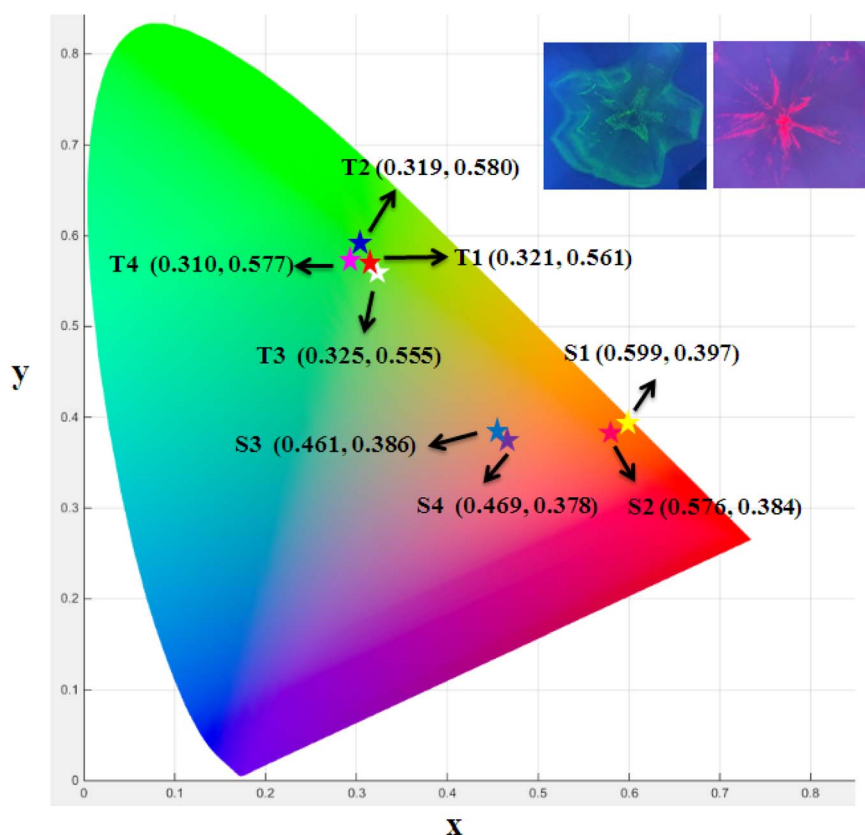 0.8
0.7
T2 (0.319, 0.580)
0.6
T4 (0.310, 0.577)
T1 (0.321, 0.561)
0.5
T3 (0.325, 0.555)
S1 (0.599, 0.397)
y
0.4
S3 (0.461, 0.386)
S4 (0.469, 0.378)
S2 (0.576, 0.384)
0.3
0.2
0.1
0
0 0.1 0.2 0.3 0.4 0.5 0.6 0.7 0.8
x